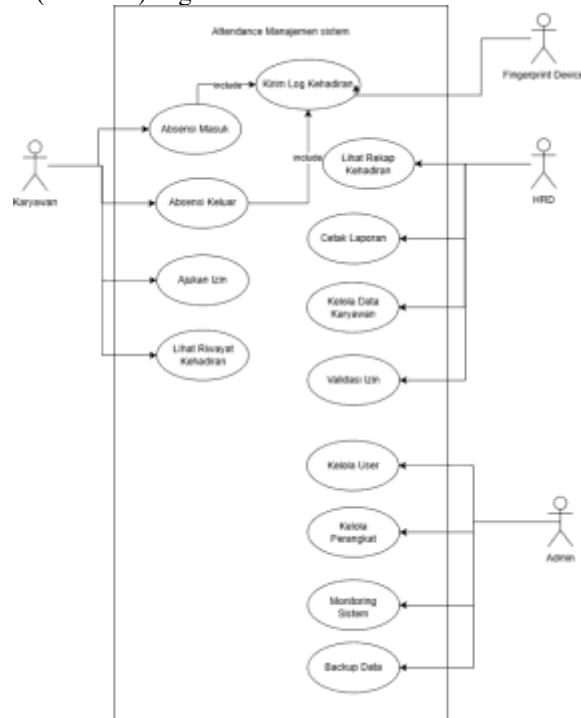 Attendance Manajemen sistem
Kirim Log Kehadiran
Fingerprint Device
include
Absensi Masuk
Karyawan
include
Lihat Rekap
Kehadiran
HRD
Absensi Keluar
Cetak Laporan
Ajukan Izin
Kelola Data
Karyawan
Lihat Riwayat
Kehadiran
Validasi Izin
Kelola User
Kelola
Perangkat
Admin
Monitoring
Sistem
Backup Data